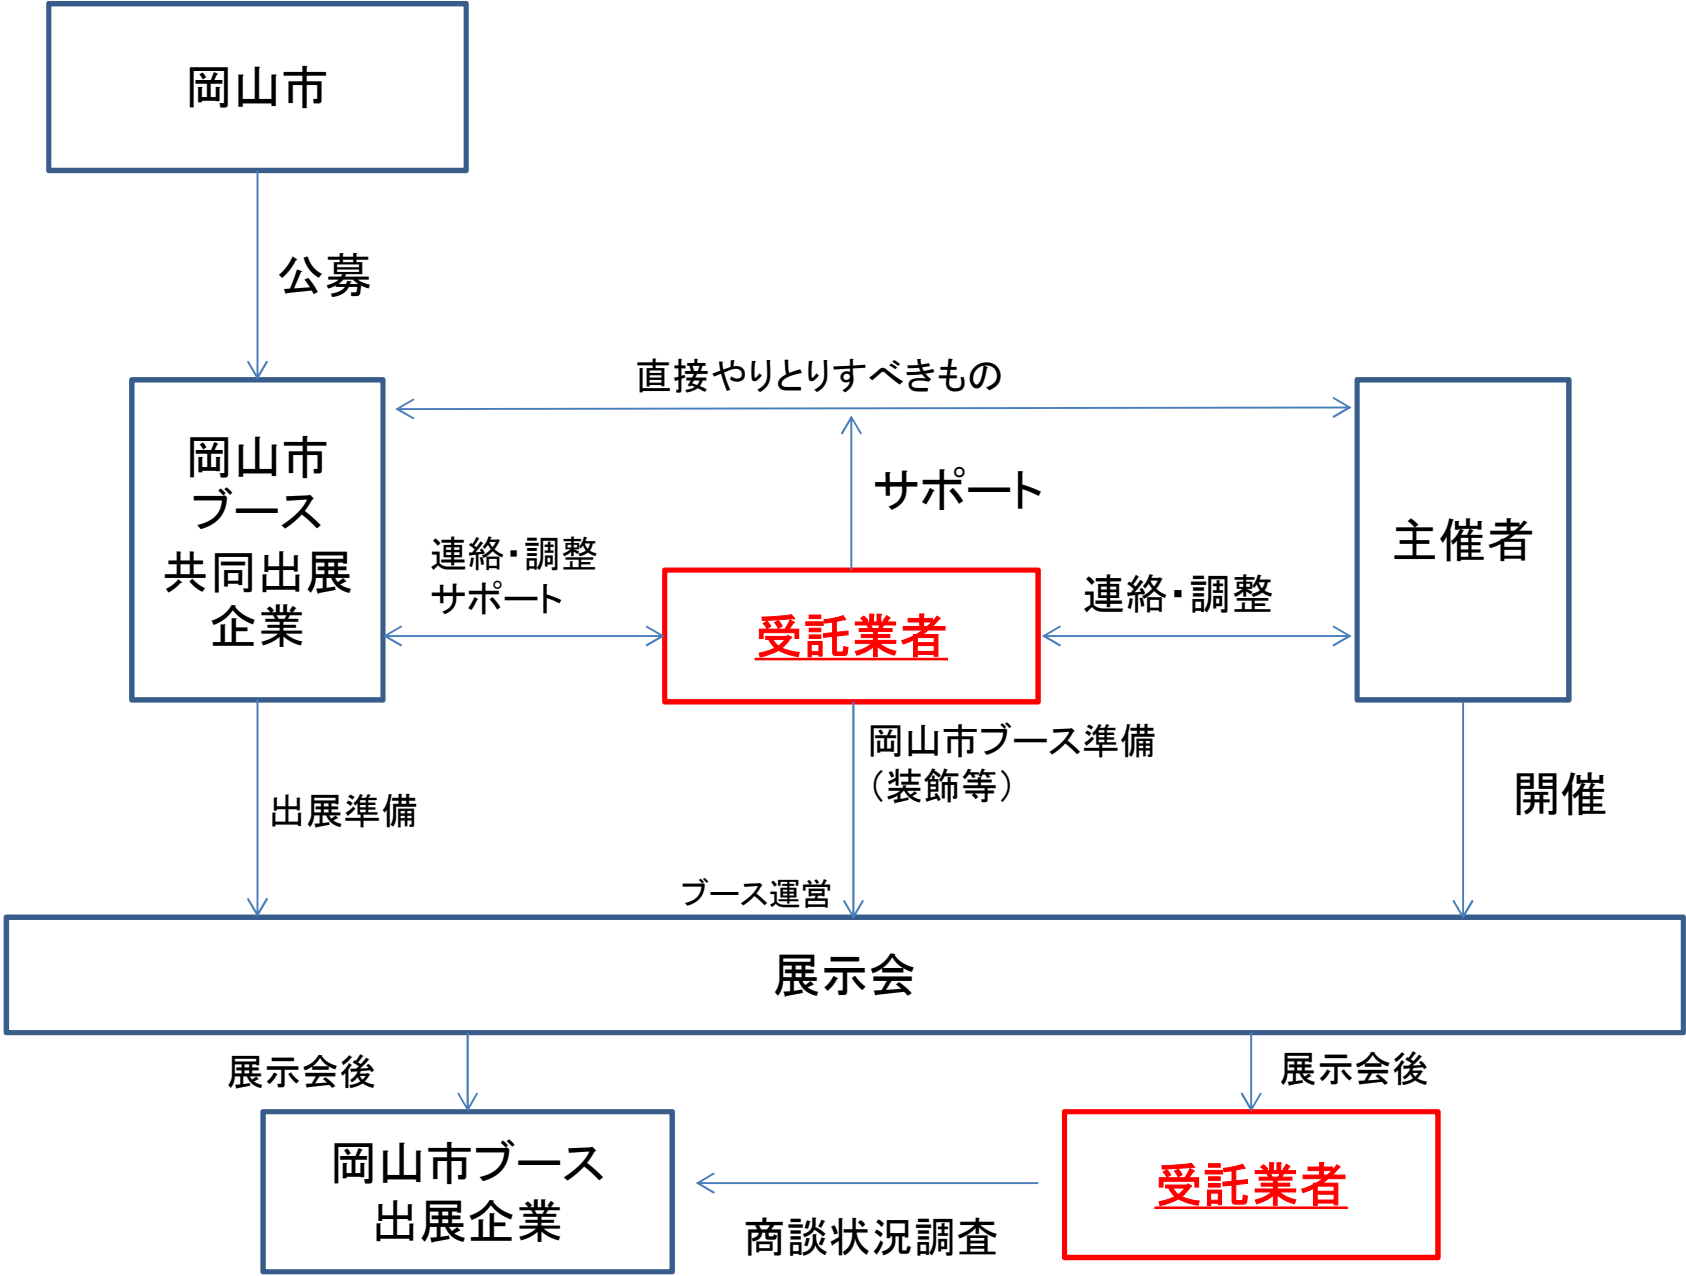 岡山市
公募
直接やりとりすべきもの
岡山市
ブース
共同出展
企業
サポート
主催者
連絡・調整
サポート
受託業者
連絡・調整
岡山市ブース準備
（装飾等）
出展準備
開催
ブース運営
展示会
展示会後
展示会後
岡山市ブース
出展企業
受託業者
商談状況調査